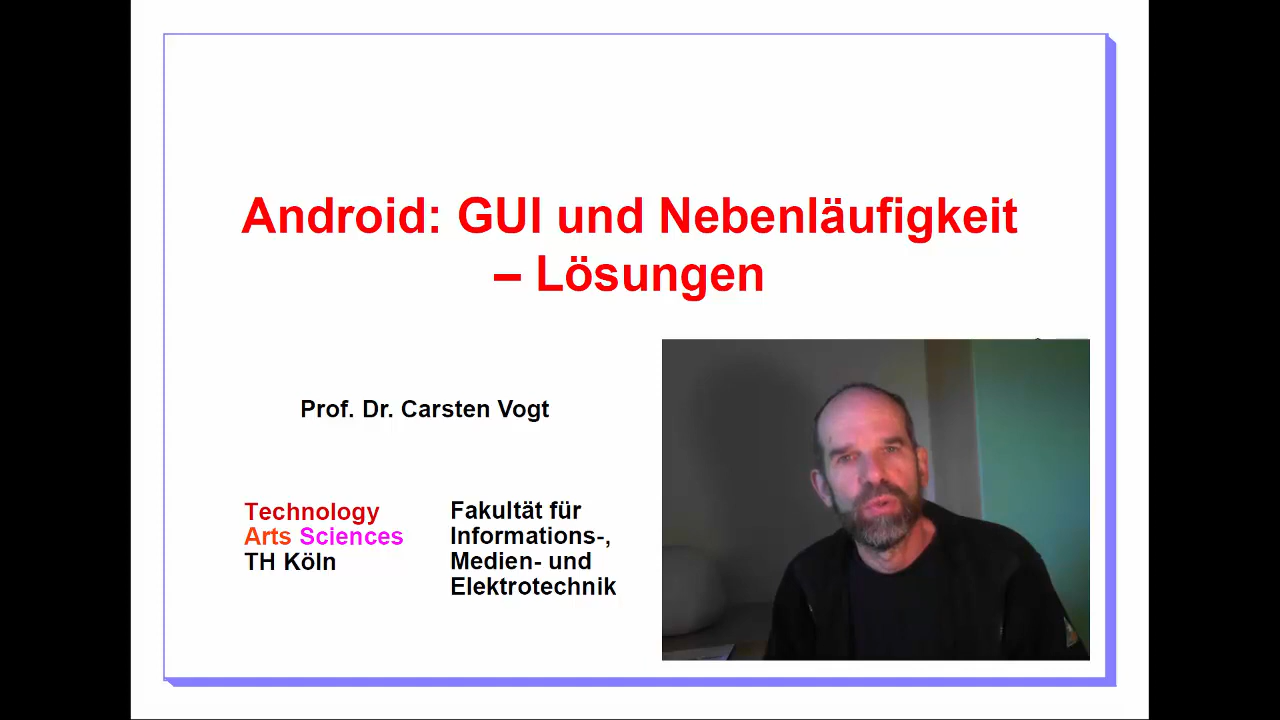 Android: GUI und Nebenläufigkeit
– Lösungen
Prof. Dr. Carsten Vogt
Technology
Arts Sciences
TH Köln
Fakultät für
Informations-,
Medien- und
Elektrotechnik